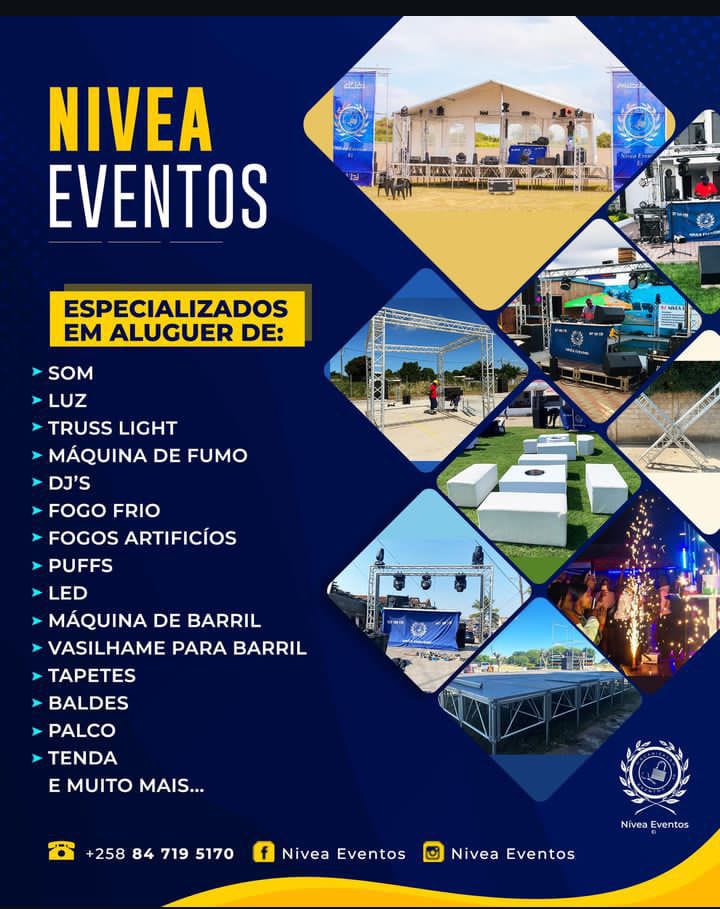 NIVEA
EVENTOS
ESPECIALIZADOS
EM ALUGUER DE:
SOM
LUZ
TRUSS LIGHT
MÁQUINA DE FUMO
DJ'S
FOGO FRIO
FOGOS ARTIFICÍOS
PUFFS
LED
MÁQUINA DE BARRIL
VASILHAME PARA BARRIL
TAPETES
BALDES
PALCO
TENDA
E MUITO MAIS...
Nívea Eventos
EI
+258 84 719 5170 Nivea Eventos Nivea Eventos